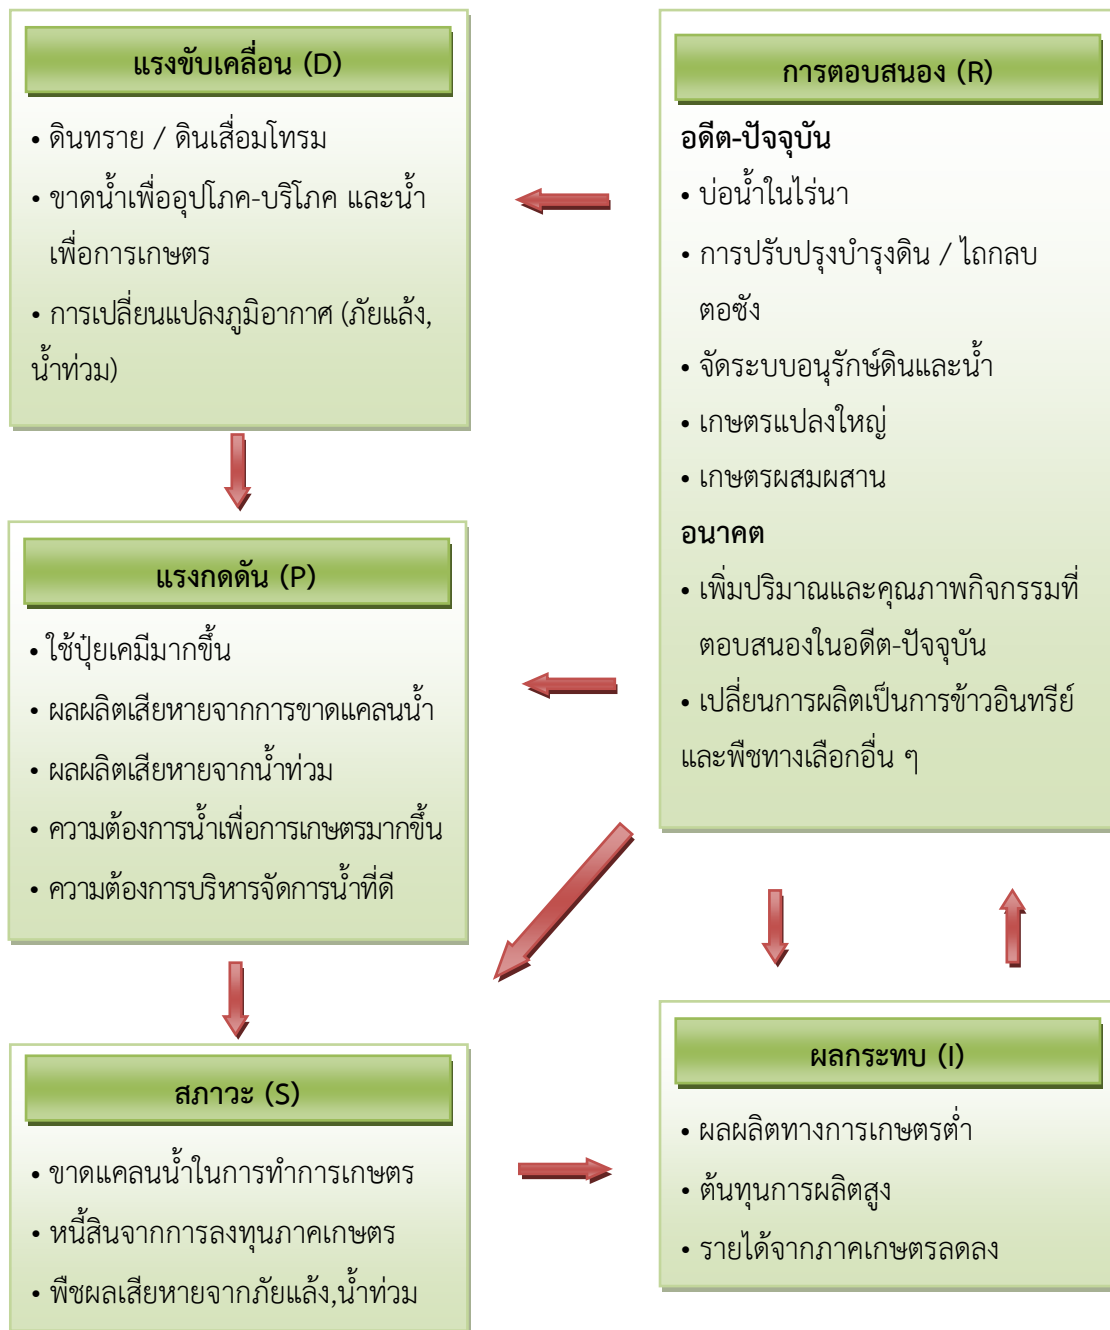 แรงขับเคลื่อน (D)
• ดินทราย / ดินเสื่อมโทรม
• ขาดน้ำเพื่ออุปโภค-บริโภค และน้ำ
เพื่อการเกษตร
• การเปลี่ยนแปลงภูมิอากาศ (ภัยแล้ง,
น้ำท่วม)
แรงกดดัน (P)
• ใช้ปุ๋ยเคมีมากขึ้น
• ผลผลิตเสียหายจากการขาดแคลนน้ำ
• ผลผลิตเสียหายจากน้ำท่วม
• ความต้องการน้ำเพื่อการเกษตรมากขึ้น
• ความต้องการบริหารจัดการน้ำที่ดี
สภาวะ (S)
• ขาดแคลนน้ำในการทำการเกษตร
• หนี้สินจากการลงทุนภาคเกษตร
• พืชผลเสียหายจากภัยแล้ง,น้ำท่วม
การตอบสนอง (R)
อดีต-ปัจจุบัน
• บ่อน้ำในไร่นา
• การปรับปรุงบำรุงดิน / ไถกลบ
ตอซัง
• จัดระบบอนุรักษ์ดินและน้ำ
• เกษตรแปลงใหญ่
• เกษตรผสมผสาน
อนาคต
• เพิ่มปริมาณและคุณภาพกิจกรรมที่
ตอบสนองในอดีต-ปัจจุบัน
• เปลี่ยนการผลิตเป็นการข้าวอินทรีย์
และพืชทางเลือกอื่น ๆ
ผลกระทบ (I)
• ผลผลิตทางการเกษตรต่ำ
• ต้นทุนการผลิตสูง
• รายได้จากภาคเกษตรลดลง